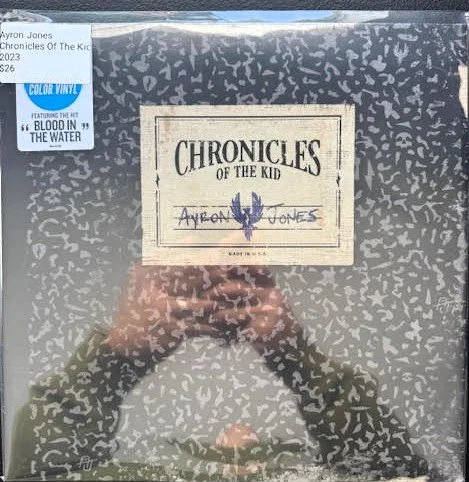 Ayron Jones
Chronicles Of The Kid
2023
$26
COLOR VINYL
FEATURING THE HIT
“ BLOOD IN ”
THE WATER
CHRONICLES
OF THE KID
AYRON JONES
MADE IN U.S.A.